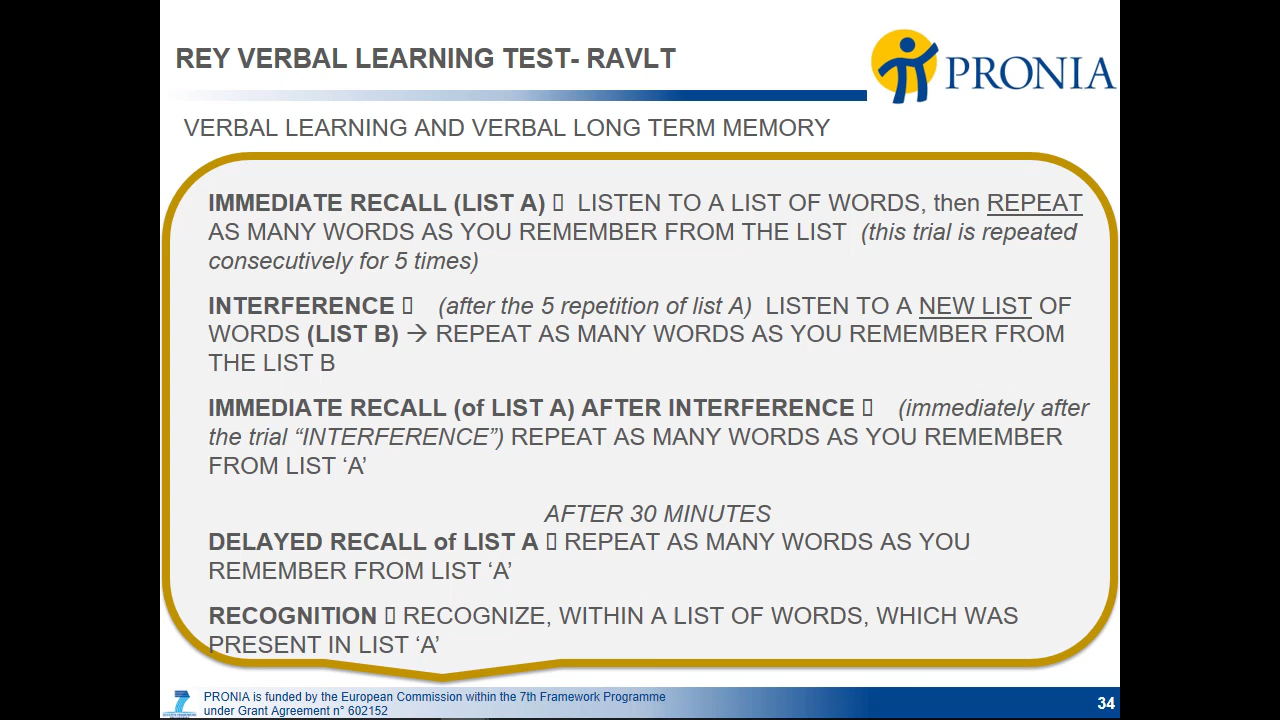 REY VERBAL LEARNING TEST- RAVLT
PRONIA
VERBAL LEARNING AND VERBAL LONG TERM MEMORY
IMMEDIATE RECALL (LIST A) ▯ LISTEN TO A LIST OF WORDS, then REPEAT
AS MANY WORDS AS YOU REMEMBER FROM THE LIST (this trial is repeated
consecutively for 5 times)
INTERFERENCE ▯ (after the 5 repetition of list A) LISTEN TO A NEW LIST OF
WORDS (LIST B) → REPEAT AS MANY WORDS AS YOU REMEMBER FROM
THE LIST B
IMMEDIATE RECALL (of LIST A) AFTER INTERFERENCE ▯ (immediately after
the trial “INTERFERENCE”) REPEAT AS MANY WORDS AS YOU REMEMBER
FROM LIST ‘A’
AFTER 30 MINUTES
DELAYED RECALL of LIST A ▯ REPEAT AS MANY WORDS AS YOU
REMEMBER FROM LIST ‘A’
RECOGNITION ▯ RECOGNIZE, WITHIN A LIST OF WORDS, WHICH WAS
PRESENT IN LIST ‘A’
PRONIA is funded by the European Commission within the 7th Framework Programme
under Grant Agreement n° 602152
34